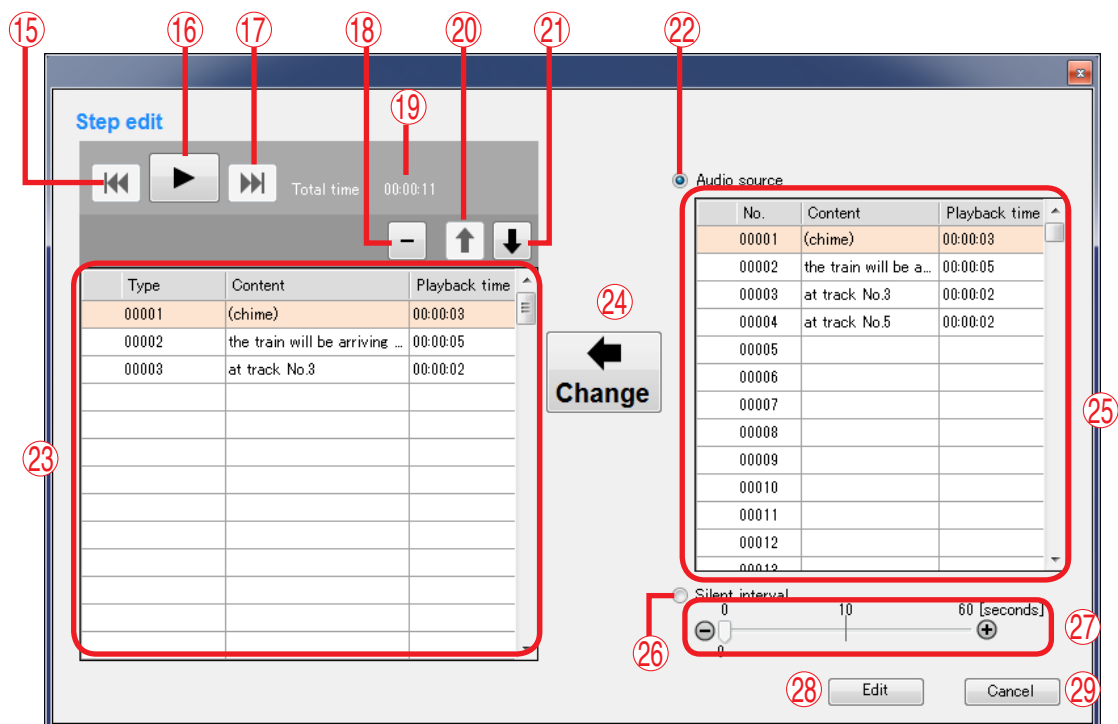 ⑮ ⑯ ⑰ ⑱ ⑳ ㉑ ㉒
x
Step edit
⑲
Total time 00:00:11
Type Content Playback time
00001 (chime) 00:00:03
00002 the train will be arriving ... 00:00:05
00003 at track No.3 00:00:02
㉓
㉔
Change
Audio source
No. Content Playback time
00001 (chime) 00:00:03
00002 the train will be a... 00:00:05
00003 at track No.3 00:00:02
00004 at track No.5 00:00:02
00005
00006
00007
00008
00009
00010
00011
00012
00013
㉕
㉖
Silent interval
0 10 60 [seconds]
0
㉗
㉘ Edit Cancel ㉙